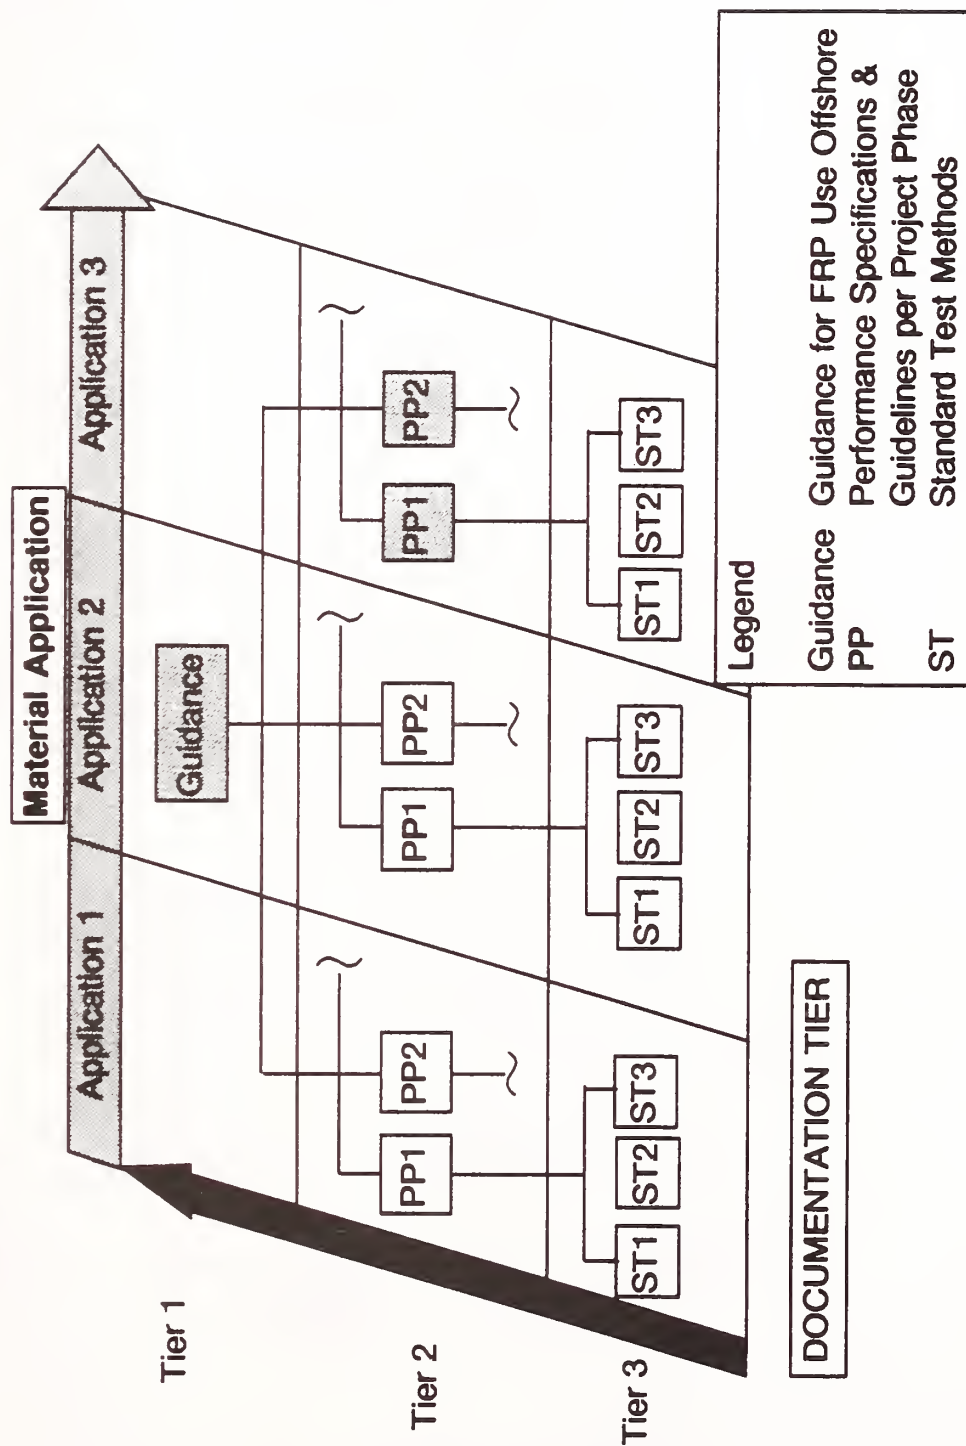 Material Application
Application 1 Application 2 Application 3
Tier 1
Guidance
Tier 2
PP1 PP2 PP1 PP2 PP1 PP2
Tier 3
ST1 ST2 ST3 ST1 ST2 ST3 ST1 ST2 ST3
DOCUMENTATION TIER
Legend
Guidance Guidance for FRP Use Offshore
PP Performance Specifications &
Guidelines per Project Phase
ST Standard Test Methods